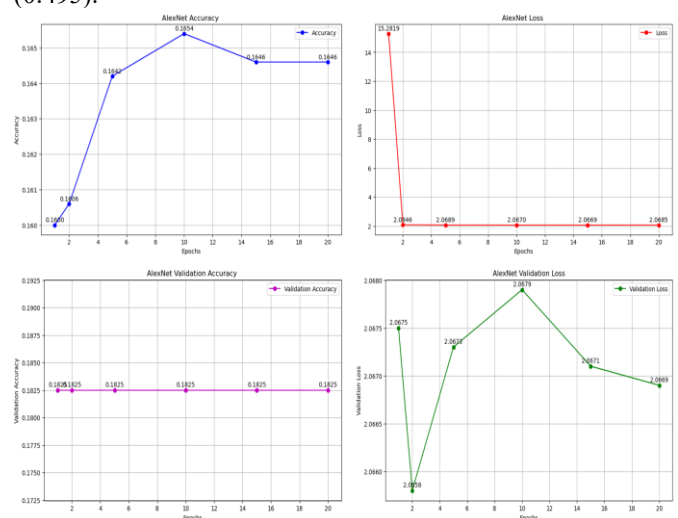 (0.495).
AlexNet Accuracy
Accuracy
0.1654
0.1642
0.1646
0.1646
0.1606
0.1600
0.165
0.164
0.163
0.162
0.161
0.160
Accuracy
2 4 6 8 10 12 14 16 18 20
Epochs
AlexNet Loss
Loss
15.2819
2.0646 2.0689 2.0670 2.0669 2.0685
14
12
10
8
6
4
2
Loss
2 4 6 8 10 12 14 16 18 20
Epochs
AlexNet Validation Accuracy
Validation Accuracy
0.1825 0.1825 0.1825 0.1825 0.1825 0.1825
0.1925
0.1900
0.1875
0.1850
0.1825
0.1800
0.1775
0.1750
0.1725
Validation Accuracy
2 4 6 8 10 12 14 16 18 20
Epochs
AlexNet Validation Loss
Validation Loss
2.0679
2.0675
2.0673
2.0671
2.0669
2.0658
2.0680
2.0675
2.0670
2.0665
2.0660
Validation Loss
2 4 6 8 10 12 14 16 18 20
Epochs